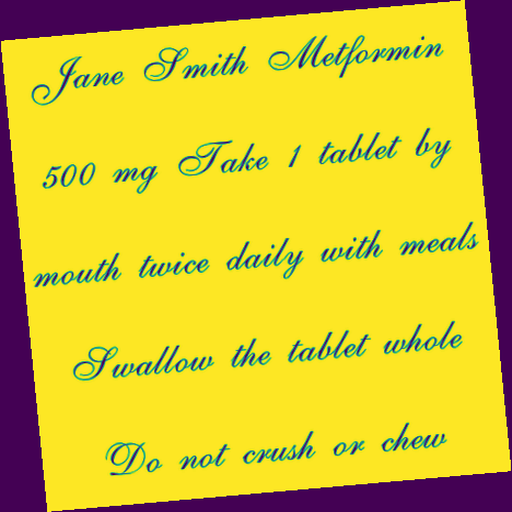 Jane Smith Metformin
500 mg Take 1 tablet by
mouth twice daily with meals
Swallow the tablet whole
Do not crush or chew